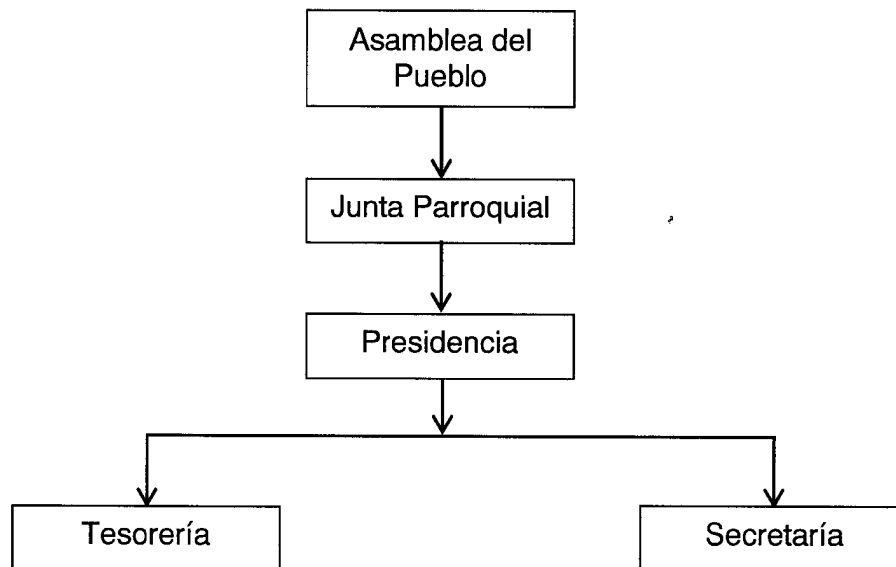 Asamblea del
Pueblo
Junta Parroquial
Presidencia
Tesorería
Secretaría